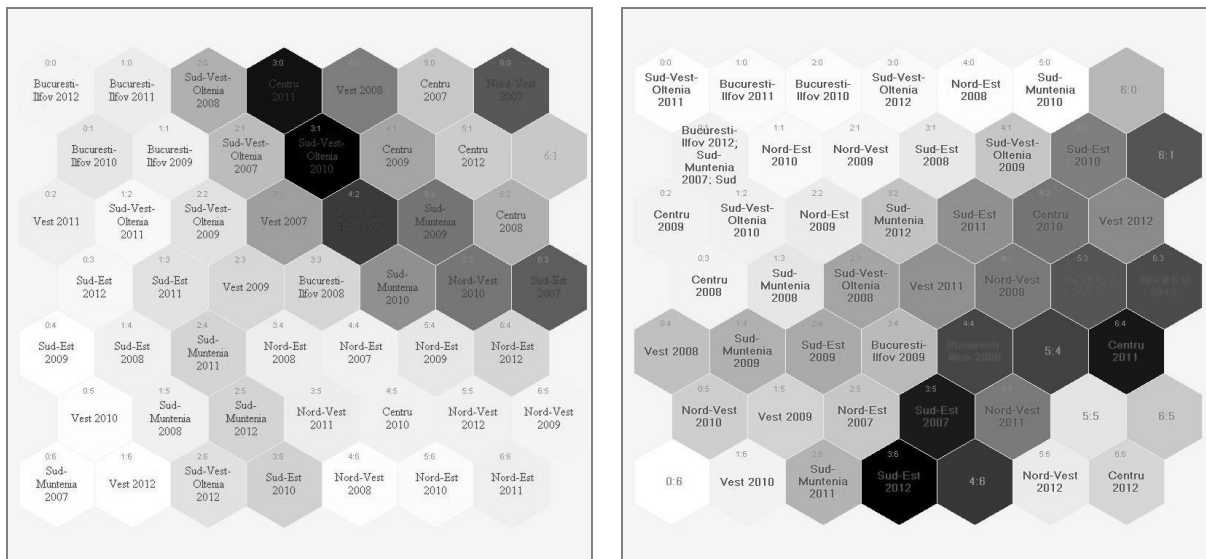 0:0
Bucuresti-
Ilfov 2012
1:0
Bucuresti-
Ilfov 2011
2:0
Sud-Vest-
Oltenia
2008
3:0
Centru
2011
4:0
Vest 2008
5:0
Centru
2007
6:0
Nord-Vest
2007
0:1
Bucuresti-
Ilfov 2010
1:1
Bucuresti-
Ilfov 2009
2:1
Sud-Vest-
Oltenia
2007
3:1
Sud-Vest-
Oltenia
2010
4:1
Centru
2009
5:1
Centru
2012
6:1
0:2
Vest 2011
1:2
Sud-Vest-
Oltenia
2011
2:2
Sud-Vest-
Oltenia
2009
Vest 2007
4:2
5:2
Sud-
Muntenia
2009
6:2
Centru
2008
0:3
Sud-Est
2012
1:3
Sud-Est
2011
2:3
Vest 2009
3:3
Bucuresti-
Ilfov 2008
Sud-
Muntenia
2010
5:3
Nord-Vest
2010
6:3
Sud-Est
2007
0:4
Sud-Est
2009
1:4
Sud-Est
2008
2:4
Sud-
Muntenia
2011
3:4
Nord-Est
2008
4:4
Nord-Est
2007
5:4
Nord-Est
2009
6:4
Nord-Est
2012
0:5
Vest 2010
1:5
Sud-
Muntenia
2008
2:5
Sud-
Muntenia
2012
3:5
Nord-Vest
2011
4:5
Centru
2010
5:5
Nord-Vest
2012
6:5
Nord-Vest
2009
0:6
Sud-
Muntenia
2007
1:6
Vest 2012
2:6
Sud-Vest-
Oltenia
2012
3:6
Sud-Est
2010
4:6
Nord-Vest
2008
5:6
Nord-Est
2010
6:6
Nord-Est
2011
0:0
Sud-Vest-
Oltenia
2011
1:0
Bucuresti-
Ilfov 2011
2:0
Bucuresti-
Ilfov 2010
3:0
Sud-Vest-
Oltenia
2012
4:0
Nord-Est
2008
5:0
Sud-
Muntenia
2010
6:0
Bucuresti-
Ilfov 2012;
Sud-
Muntenia
2007; Sud
1:1
Nord-Est
2010
2:1
Nord-Vest
2009
3:1
Sud-Est
2008
4:1
Sud-Vest-
Oltenia
2009
Sud-Est
2010
6:1
0:2
Centru
2009
1:2
Sud-Vest-
Oltenia
2010
2:2
Nord-Est
2009
3:2
Sud-
Muntenia
2012
4:2
Sud-Est
2011
5:2
Centru
2010
6:2
Vest 2012
0:3
Centru
2008
1:3
Sud-
Muntenia
2008
2:3
Sud-Vest-
Oltenia
2008
Vest 2011
4:3
Nord-Vest
2008
5:3
6:3
Nord-Est
0:4
Vest 2008
1:4
Sud-
Muntenia
2009
2:4
Sud-Est
2009
3:4
Bucuresti-
Ilfov 2009
4:4
Bucuresti-
Ilfov 2008
5:4
6:4
Centru
2011
0:5
Nord-Vest
2010
1:5
Vest 2009
2:5
Nord-Est
2007
3:5
Sud-Est
2007
Nord-Vest
2011
5:5
6:5
0:6
1:6
Vest 2010
2:6
Sud-
Muntenia
2011
3:6
Sud-Est
2012
4:6
5:6
Nord-Vest
2012
6:6
Centru
2012